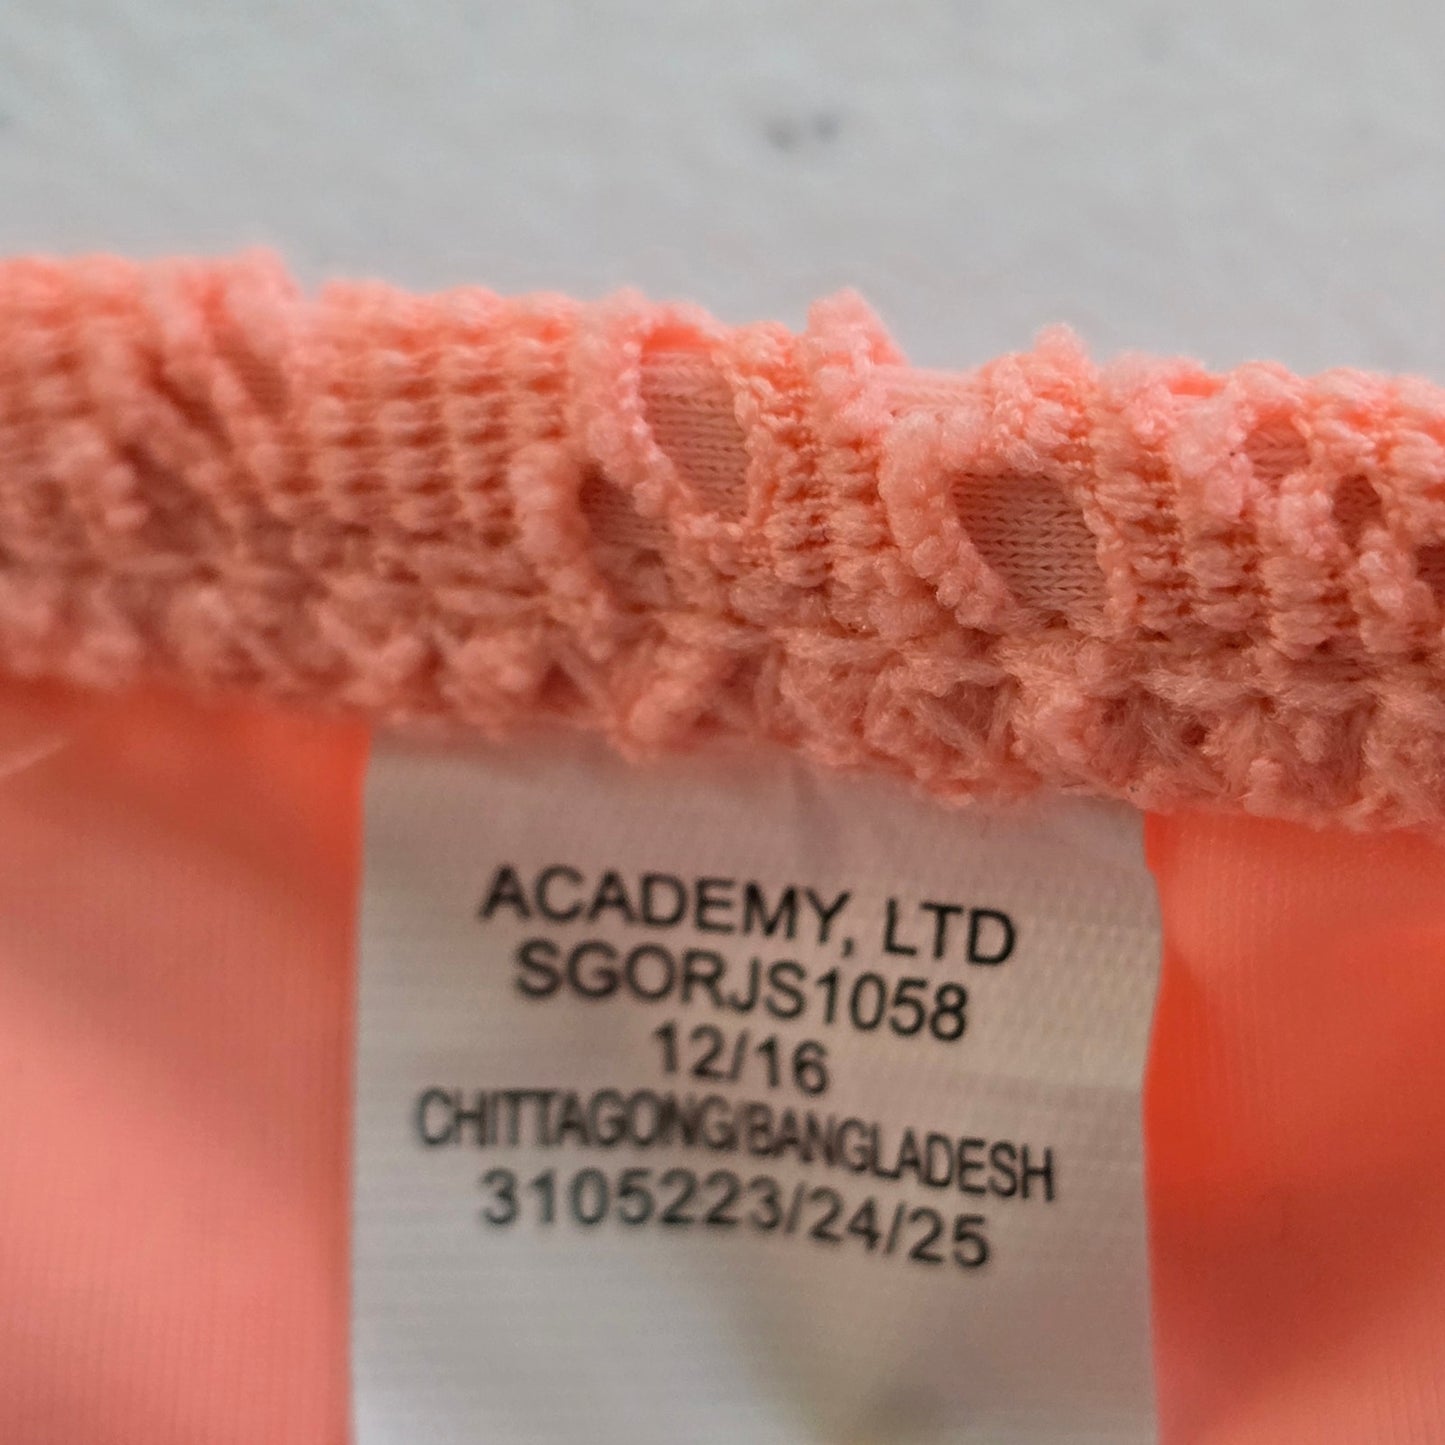 ACADEMY, LTD
SGORJS1058
12/16
CHITTAGONG/BANGLADESH
3105223/24/25